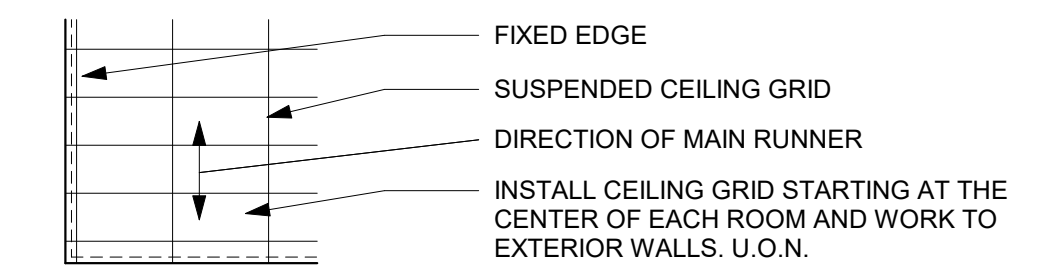 FIXED EDGE
SUSPENDED CEILING GRID
DIRECTION OF MAIN RUNNER
INSTALL CEILING GRID STARTING AT THE
CENTER OF EACH ROOM AND WORK TO
EXTERIOR WALLS. U.O.N.